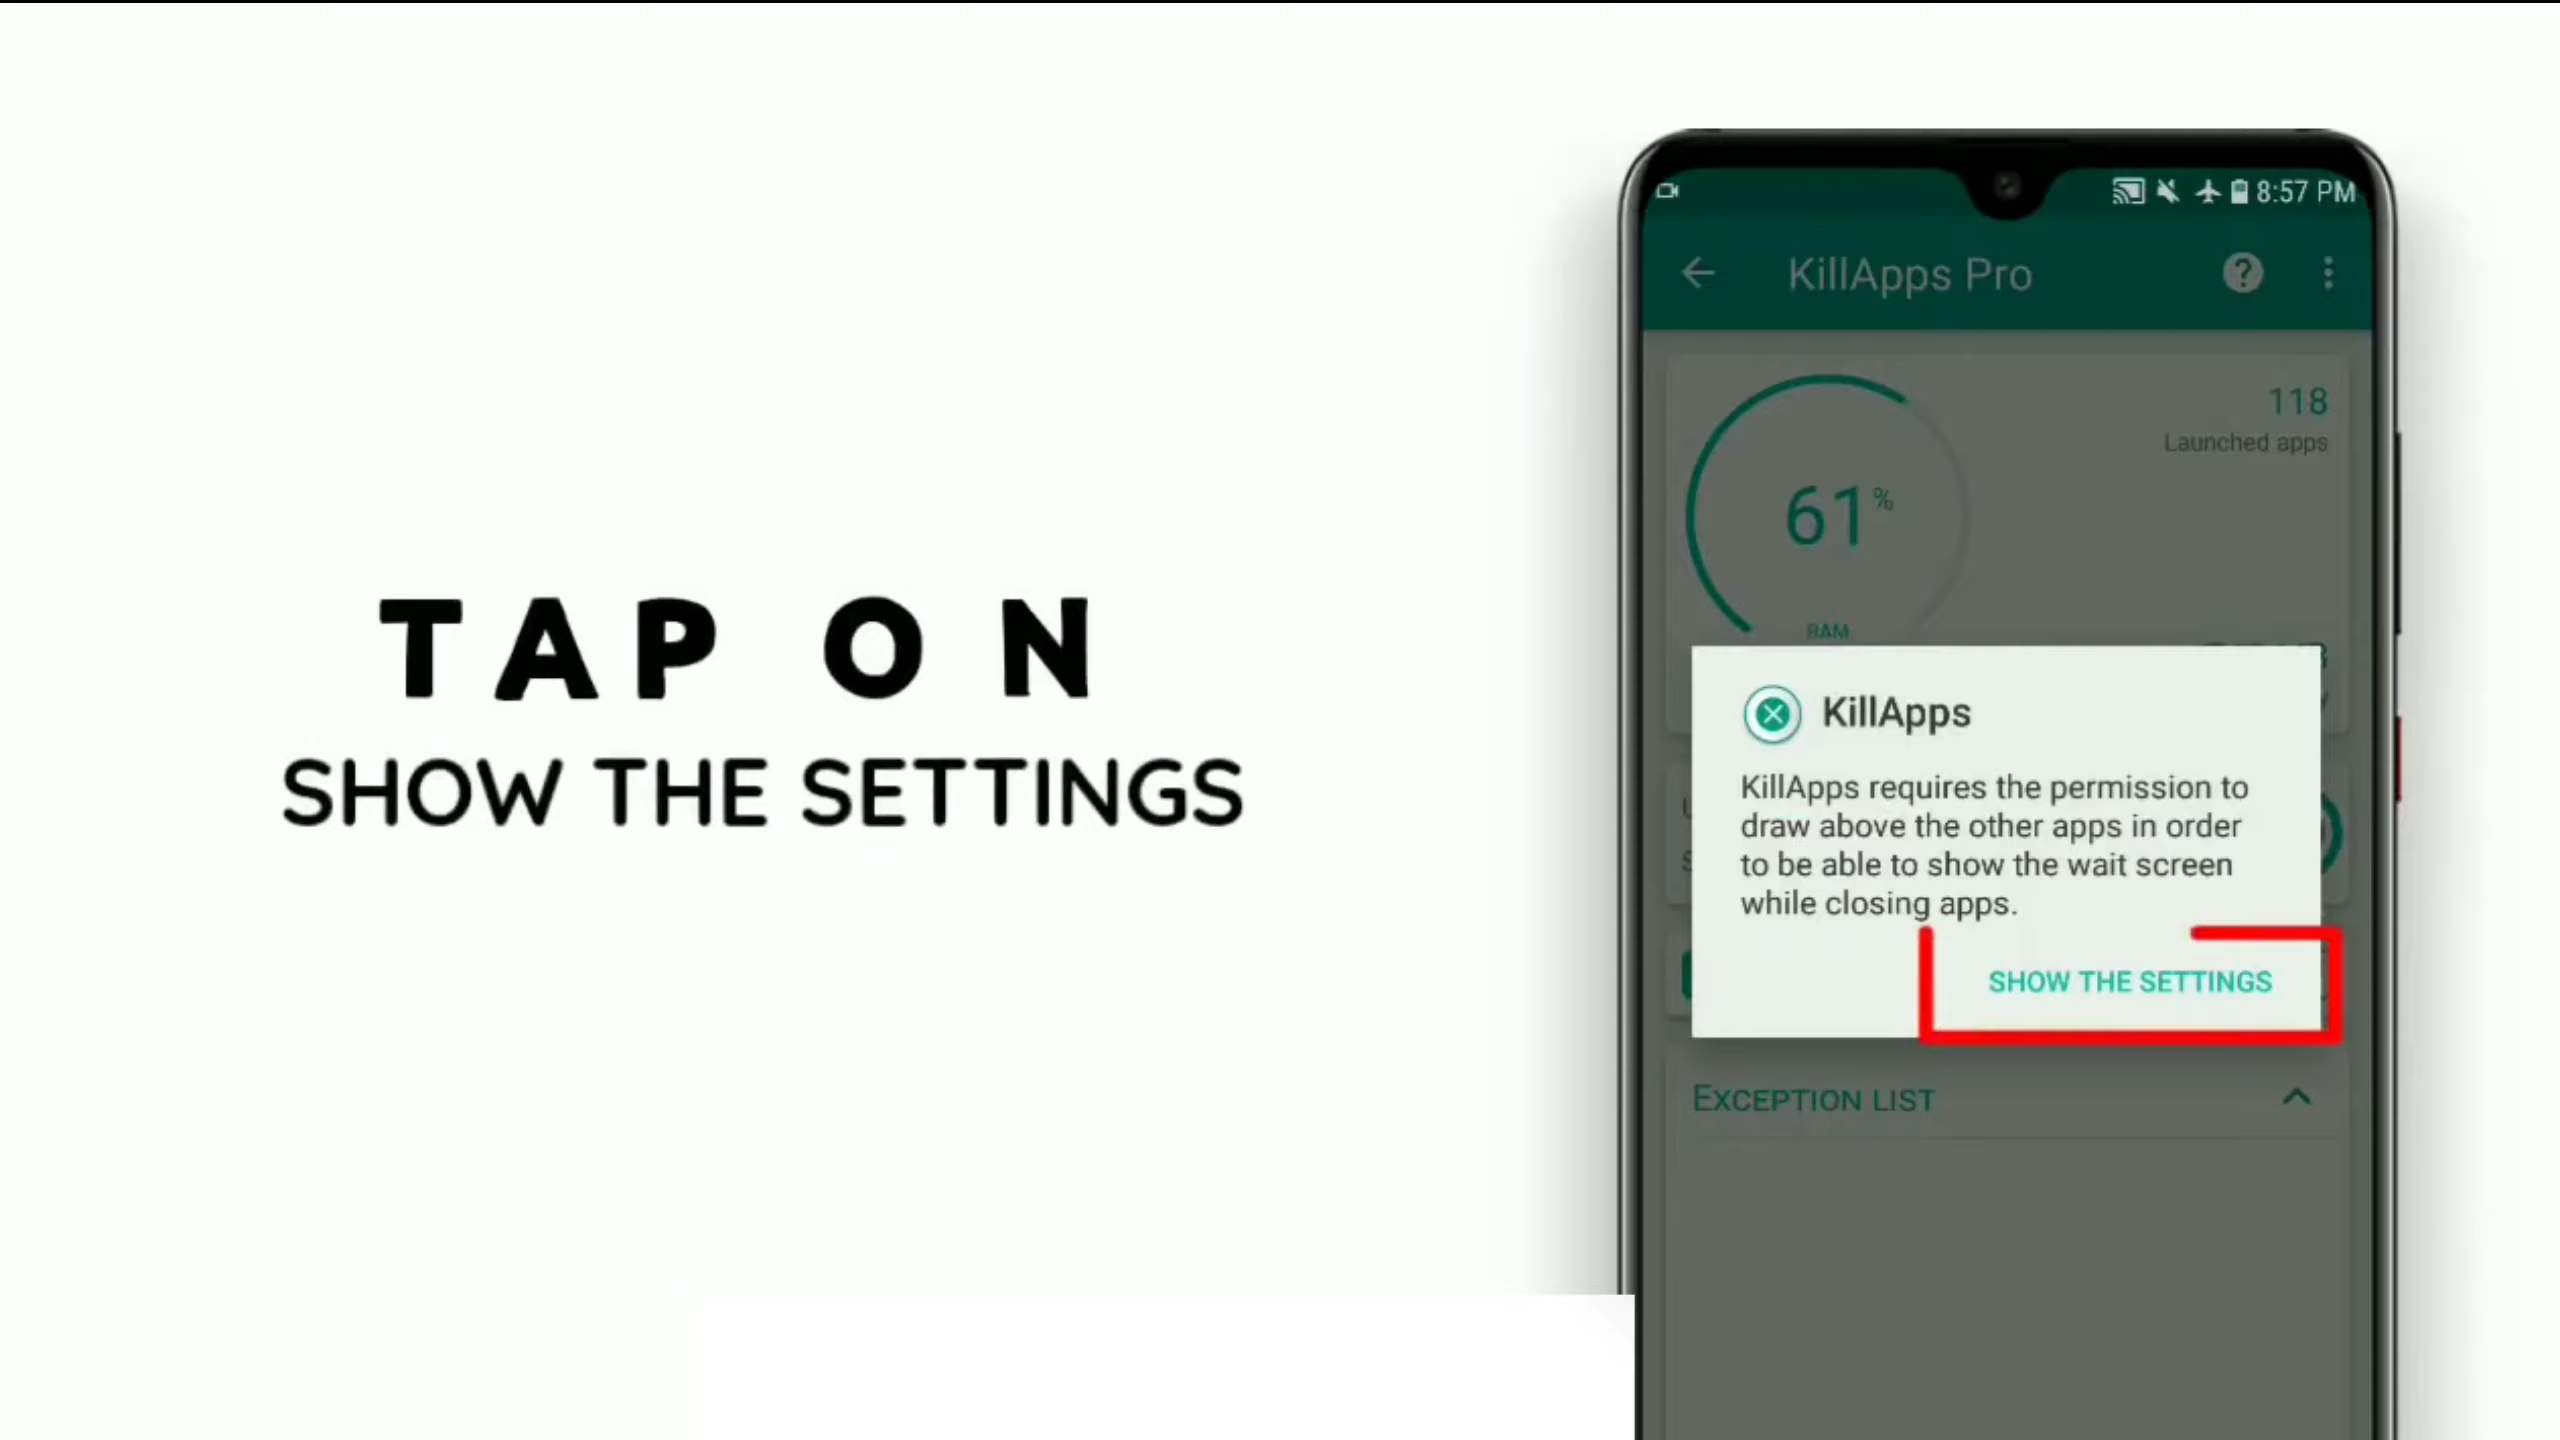 TAP ON
SHOW THE SETTINGS
8:57 PM
KillApps Pro
118
Launched apps
61%
RAM
KillApps
KillApps requires the permission to
draw above the other apps in order
to be able to show the wait screen
while closing apps.
SHOW THE SETTINGS
EXCEPTION LIST